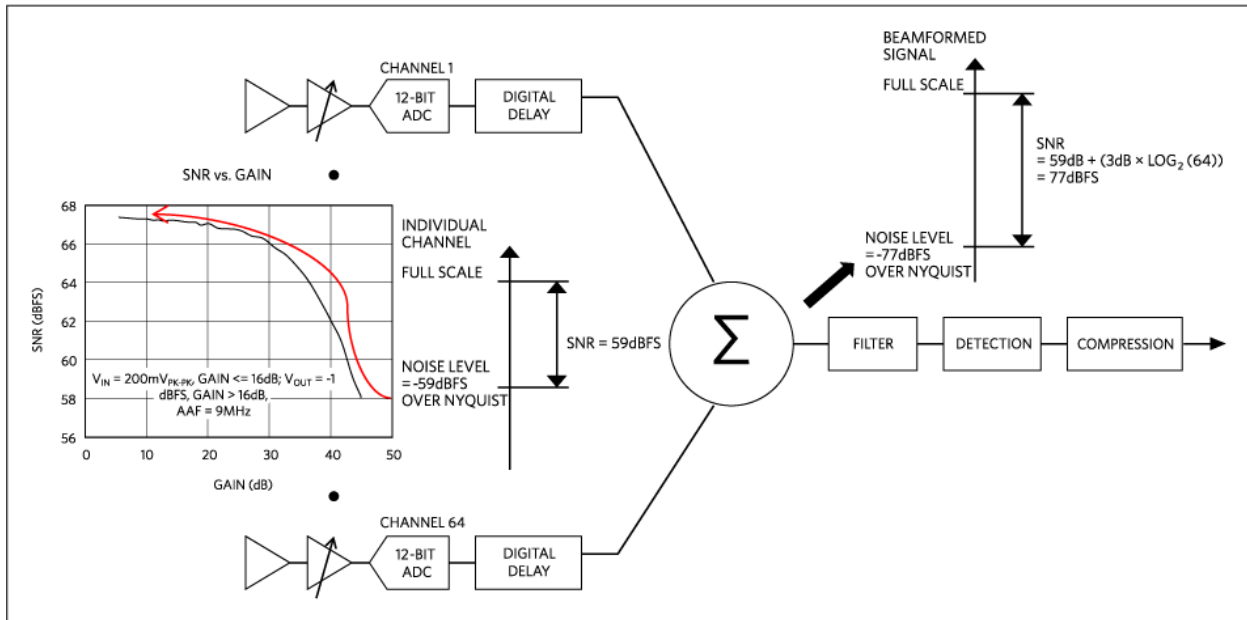 CHANNEL 1
12-BIT
ADC
DIGITAL
DELAY
BEAMFORMED
SIGNAL
FULL SCALE
SNR
= 59dB + (3dB × LOG2 (64))
= 77dBFS
NOISE LEVEL
=-77dBFS
OVER NYQUIST
SNR vs. GAIN
68
66
64
62
60
58
56
SNR (dBFS)
VIN = 200mVPK-PK, GAIN <= 16dB; VOUT = -1
dBFS, GAIN > 16dB,
AAF = 9MHz
0
10
20
30
40
50
GAIN (dB)
INDIVIDUAL
CHANNEL
FULL SCALE
SNR = 59dBFS
NOISE LEVEL
=-59dBFS
OVER NYQUIST
Σ
FILTER
DETECTION
COMPRESSION
CHANNEL 64
12-BIT
ADC
DIGITAL
DELAY